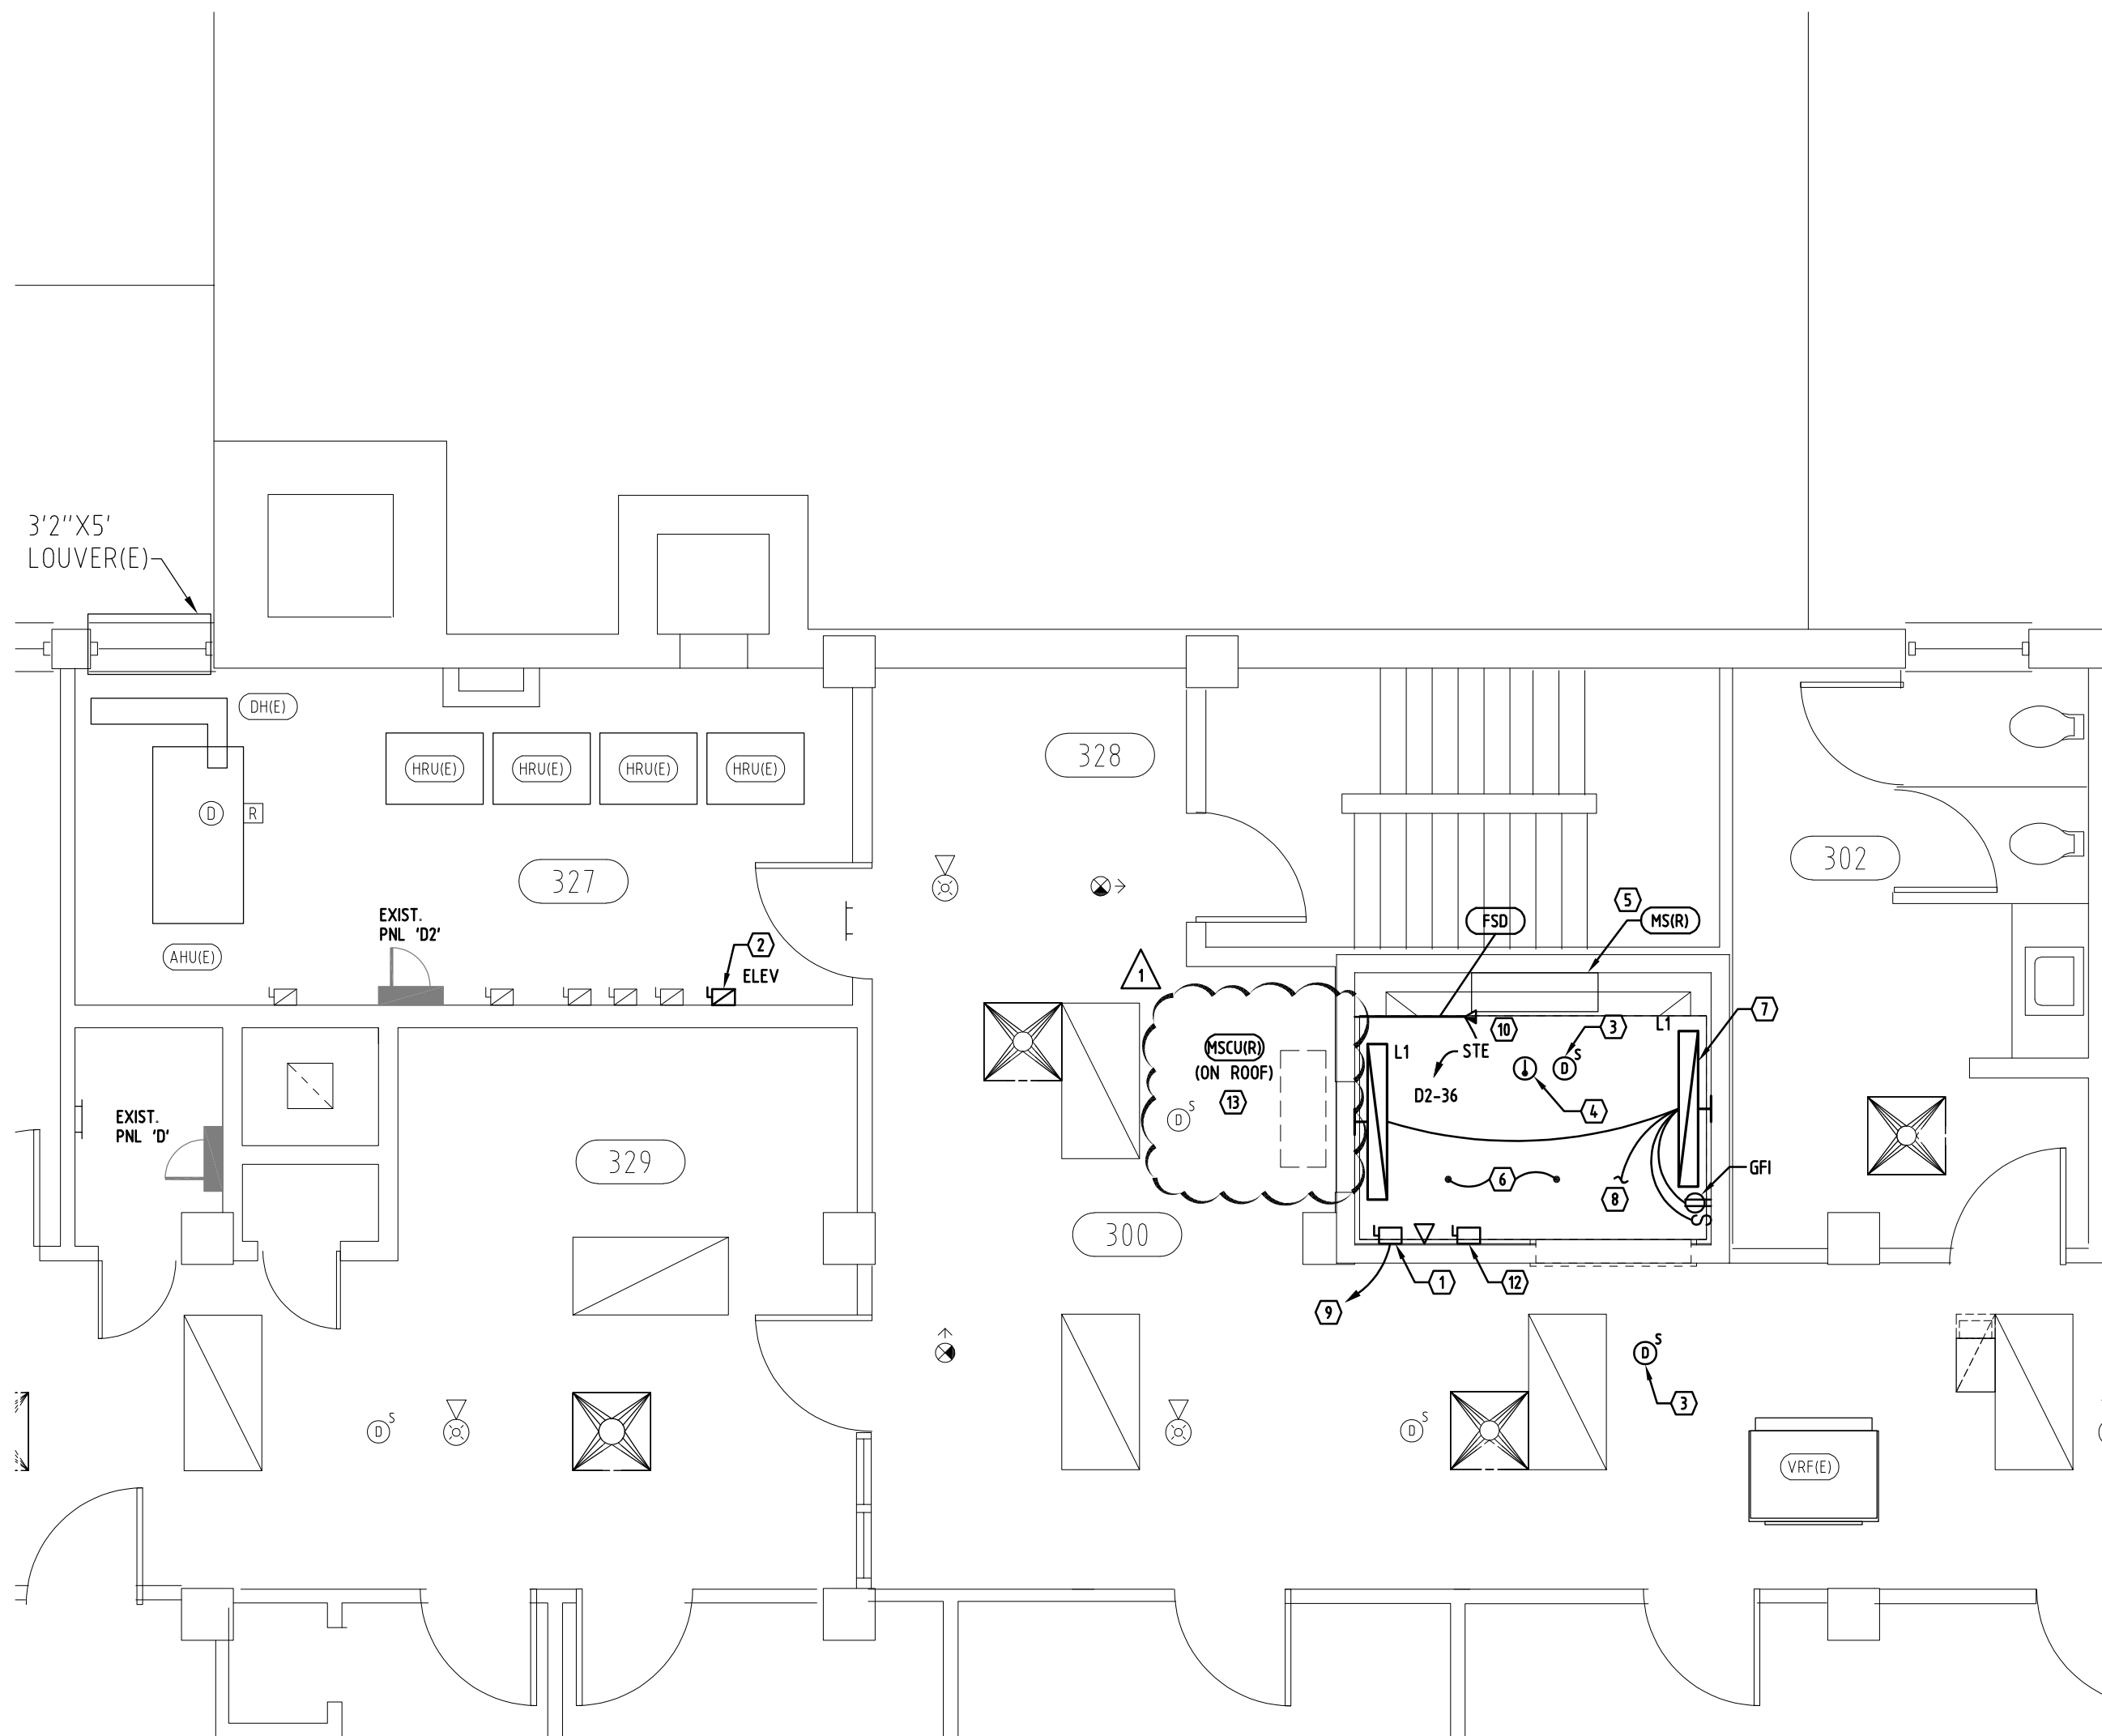 3'2"X5'
LOUVER(E)
DH(E)
HRU(E)
HRU(E)
HRU(E)
HRU(E)
328
D
R
302
327
5
EXIST.
PNL 'D2'
FSD
MS(R)
2
AHU(E)
ELEV
1
7
10
3
L1
MSCU(R)
L1
STE
(ON ROOF)
D
S
D2-36
13
4
EXIST.
PNL 'D'
D
S
329
GFI
6
8
S
300
1
12
9
D
S
3
D
S
D
S
VRF(E)